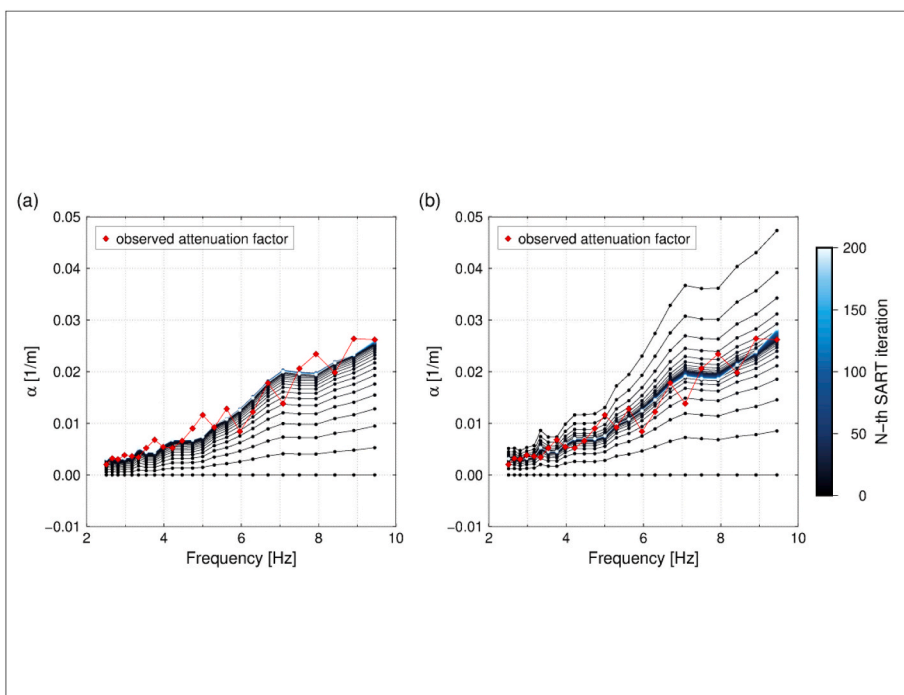 (a)
0.05
0.04
0.03
0.02
0.01
0.00
−0.01
α [1/m]
observed attenuation factor
2 4 6 8 10
Frequency [Hz]
(b)
0.05
0.04
0.03
0.02
0.01
0.00
−0.01
α [1/m]
observed attenuation factor
2 4 6 8 10
Frequency [Hz]
200
150
100
50
0
N-th SART iteration